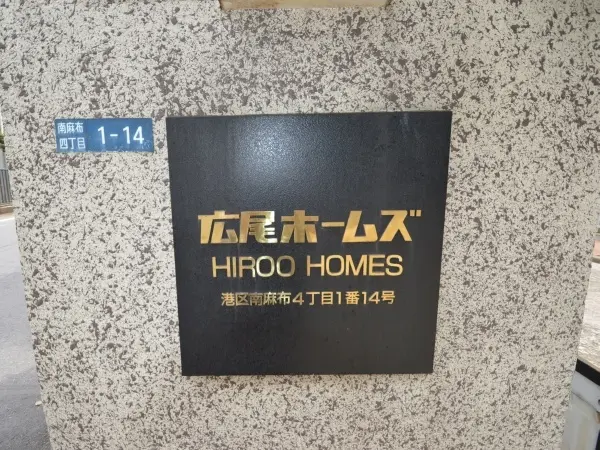 南麻布
四丁目
1-14
広尾ホームズ
HIROO HOMES
港区南麻布4丁目1番14号